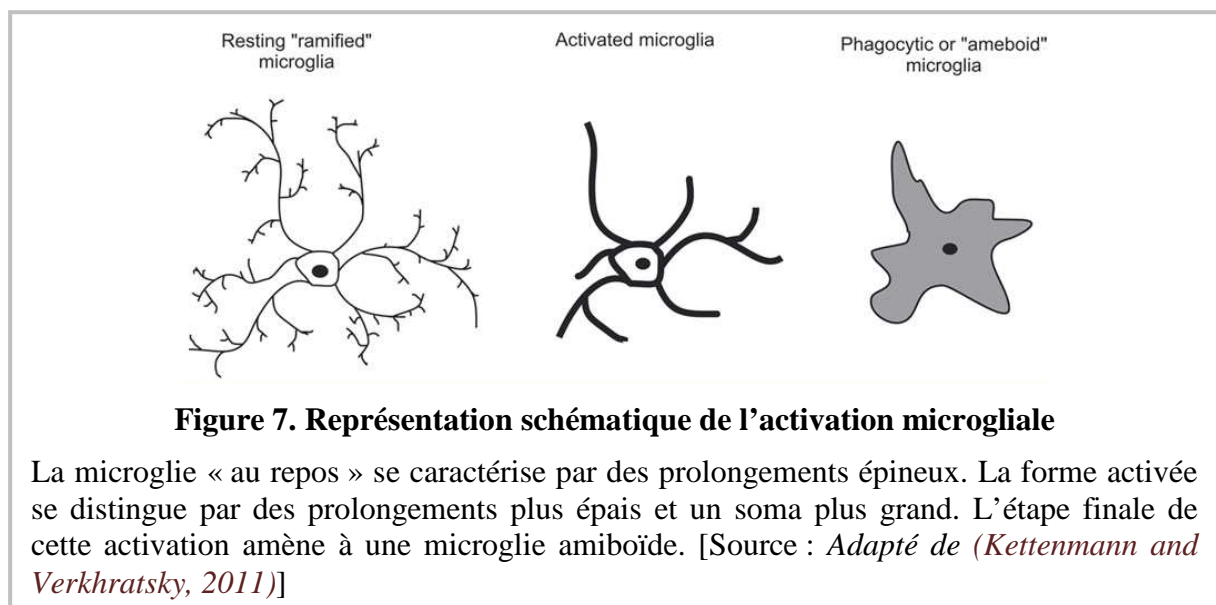 Resting "ramified"
microglia
Activated microglia
Phagocytic or "ameboid"
microglia
Figure 7. Représentation schématique de l’activation microgliale
La microglie « au repos » se caractérise par des prolongements épineux. La forme activée
se distingue par des prolongements plus épais et un soma plus grand. L’étape finale de
cette activation amène à une microglie amiboïde. [Source : Adapté de (Kettenmann and
Verkhratsky, 2011)]